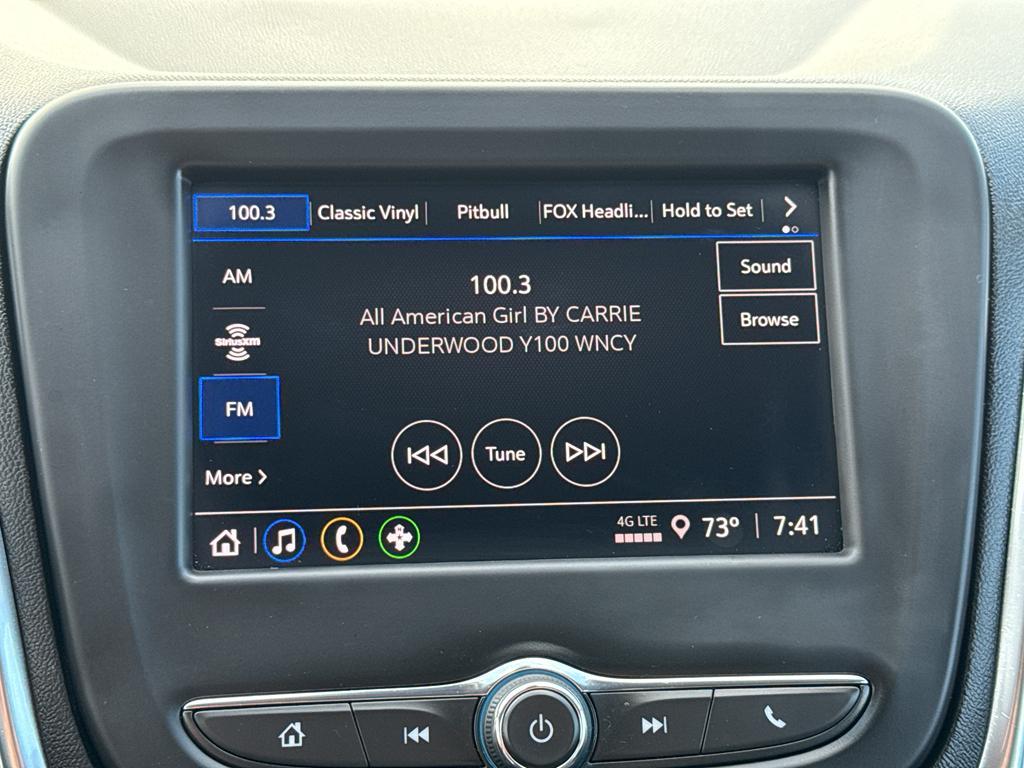 100.3 Classic Vinyl Pitbull FOX Headli... Hold to Set
AM
SiriusXM
FM
More
100.3
All American Girl BY CARRIE
UNDERWOOD Y100 WNCY
Sound
Browse
Tune
4G LTE 73° 7:41